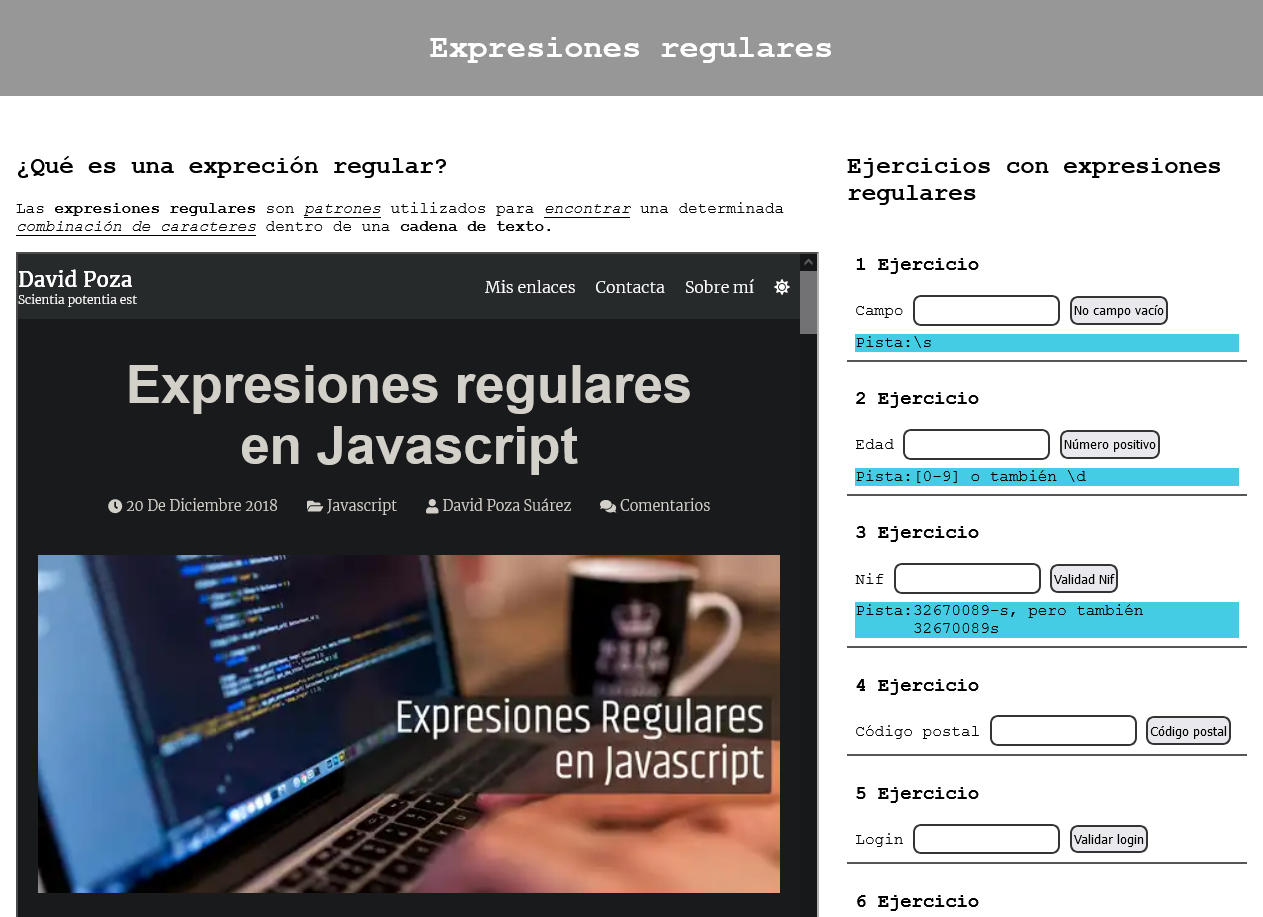 Expresiones regulares
¿Qué es una expreción regular?
Las expresiones regulares son patrones utilizados para encontrar una determinada
combinación de caracteres dentro de una cadena de texto.
David Poza
Scientia potentia est
Mis enlaces
Contacta
Sobre mí
Expresiones regulares
en Javascript
20 De Diciembre 2018
Javascript
David Poza Suárez
Comentarios
Expresiones Regulares
en Javascript
Ejercicios con expresiones
regulares
1 Ejercicio
Campo
No campo vacío
Pista:\s
2 Ejercicio
Edad
Número positivo
Pista:[0-9] o también \d
3 Ejercicio
Nif
Validad Nif
Pista:32670089-s, pero también
32670089s
4 Ejercicio
Código postal
Código postal
5 Ejercicio
Login
Validar login
6 Ejercicio